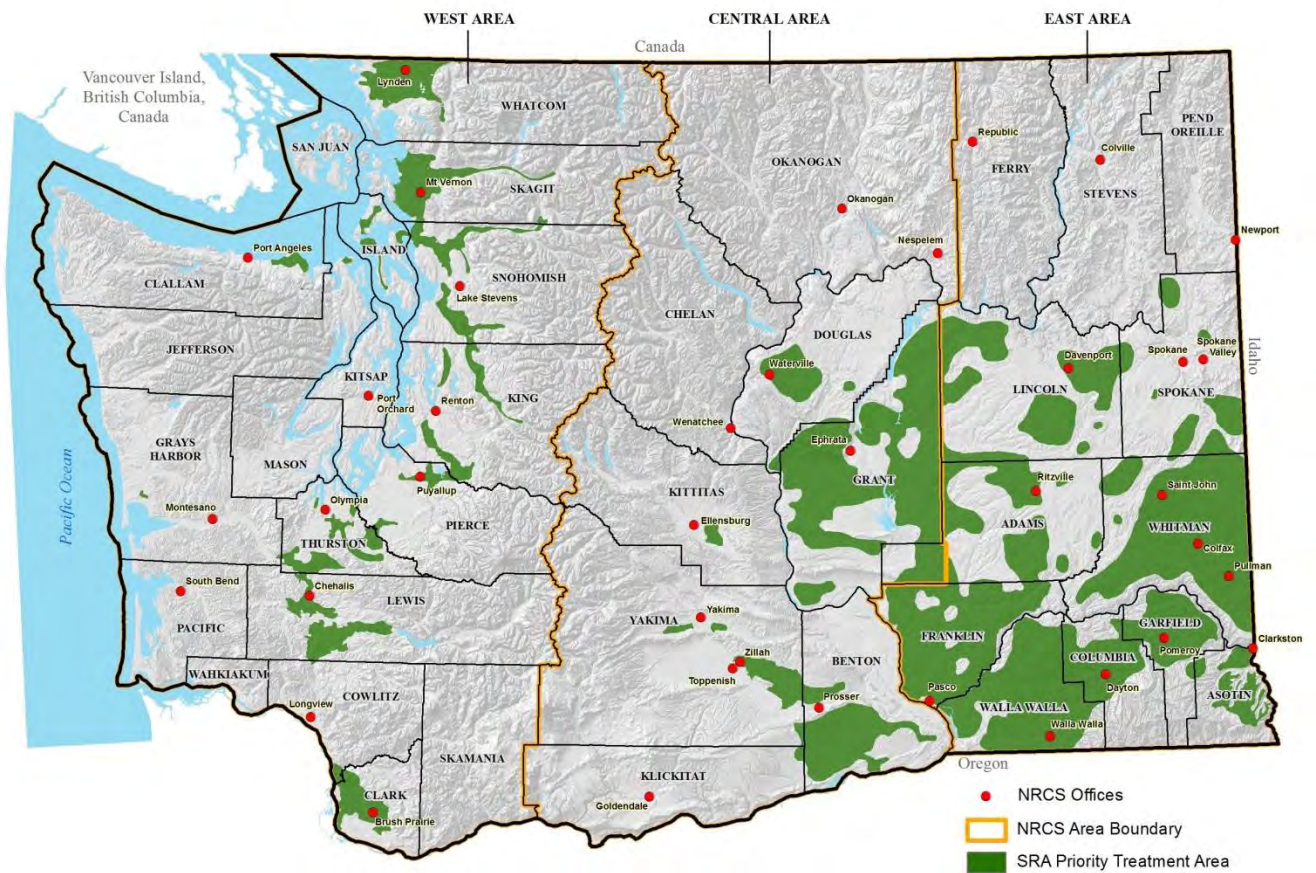 WEST AREA
CENTRAL AREA
EAST AREA
Canada
Vancouver Island,
British Columbia,
Canada
Lynden
WHATCOM
SAN JUAN
Mt Vernon
SKAGIT
ISLAND
Port Angeles
CLALLAM
SNOHOMISH
Lake Stevens
JEFFERSON
KITSAP
Port
Orchard
Renton
KING
GRAYS
HARBOR
MASON
Puyallup
Olympia
Montesano
PIERCE
THURSTON
South Bend
Chehalis
LEWIS
PACIFIC
WAHKIAKUM
COWLITZ
Longview
SKAMANIA
CLARK
Brush Prairie
Pacific Ocean
OKANOGAN
Okanogan
Nespelem
CHELAN
DOUGLAS
Waterville
Wenatchee
Ephrata
GRANT
KITTITAS
Ellensburg
YAKIMA
Yakima
Zillah
Toppenish
BENTON
Prosser
KLICKITAT
Goldendale
Republic
FERRY
Colville
STEVENS
PEND
OREILLE
Newport
Davenport
LINCOLN
Spokane
Spokane
Valley
SPOKANE
Idaho
Ritzville
ADAMS
Saint John
WHITMAN
Colfax
Pullman
FRANKLIN
Pasco
GARFIELD
Pomeroy
Clarkston
COLUMBIA
Dayton
ASOTIN
WALLA WALLA
Walla Walla
Oregon
NRCS Offices
NRCS Area Boundary
SRA Priority Treatment Area